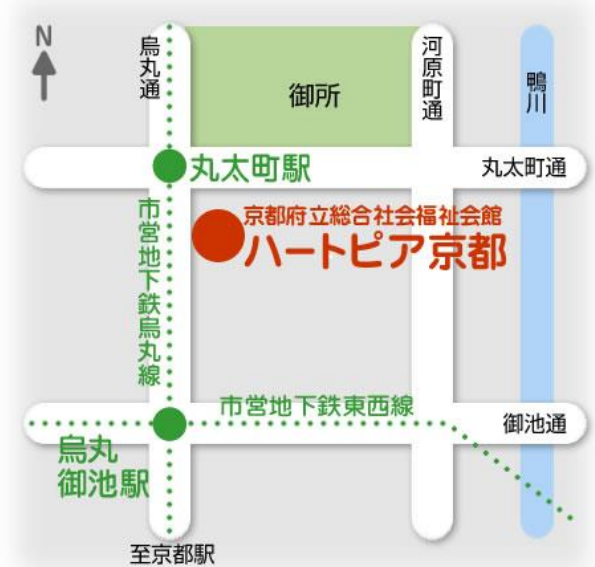 N
烏丸通
御所
河原町通
鴨川
丸太町駅
丸太町通
京都府立総合社会福祉会館
ハートピア京都
市営地下鉄烏丸線
市営地下鉄東西線
御池通
烏丸
御池駅
至京都駅